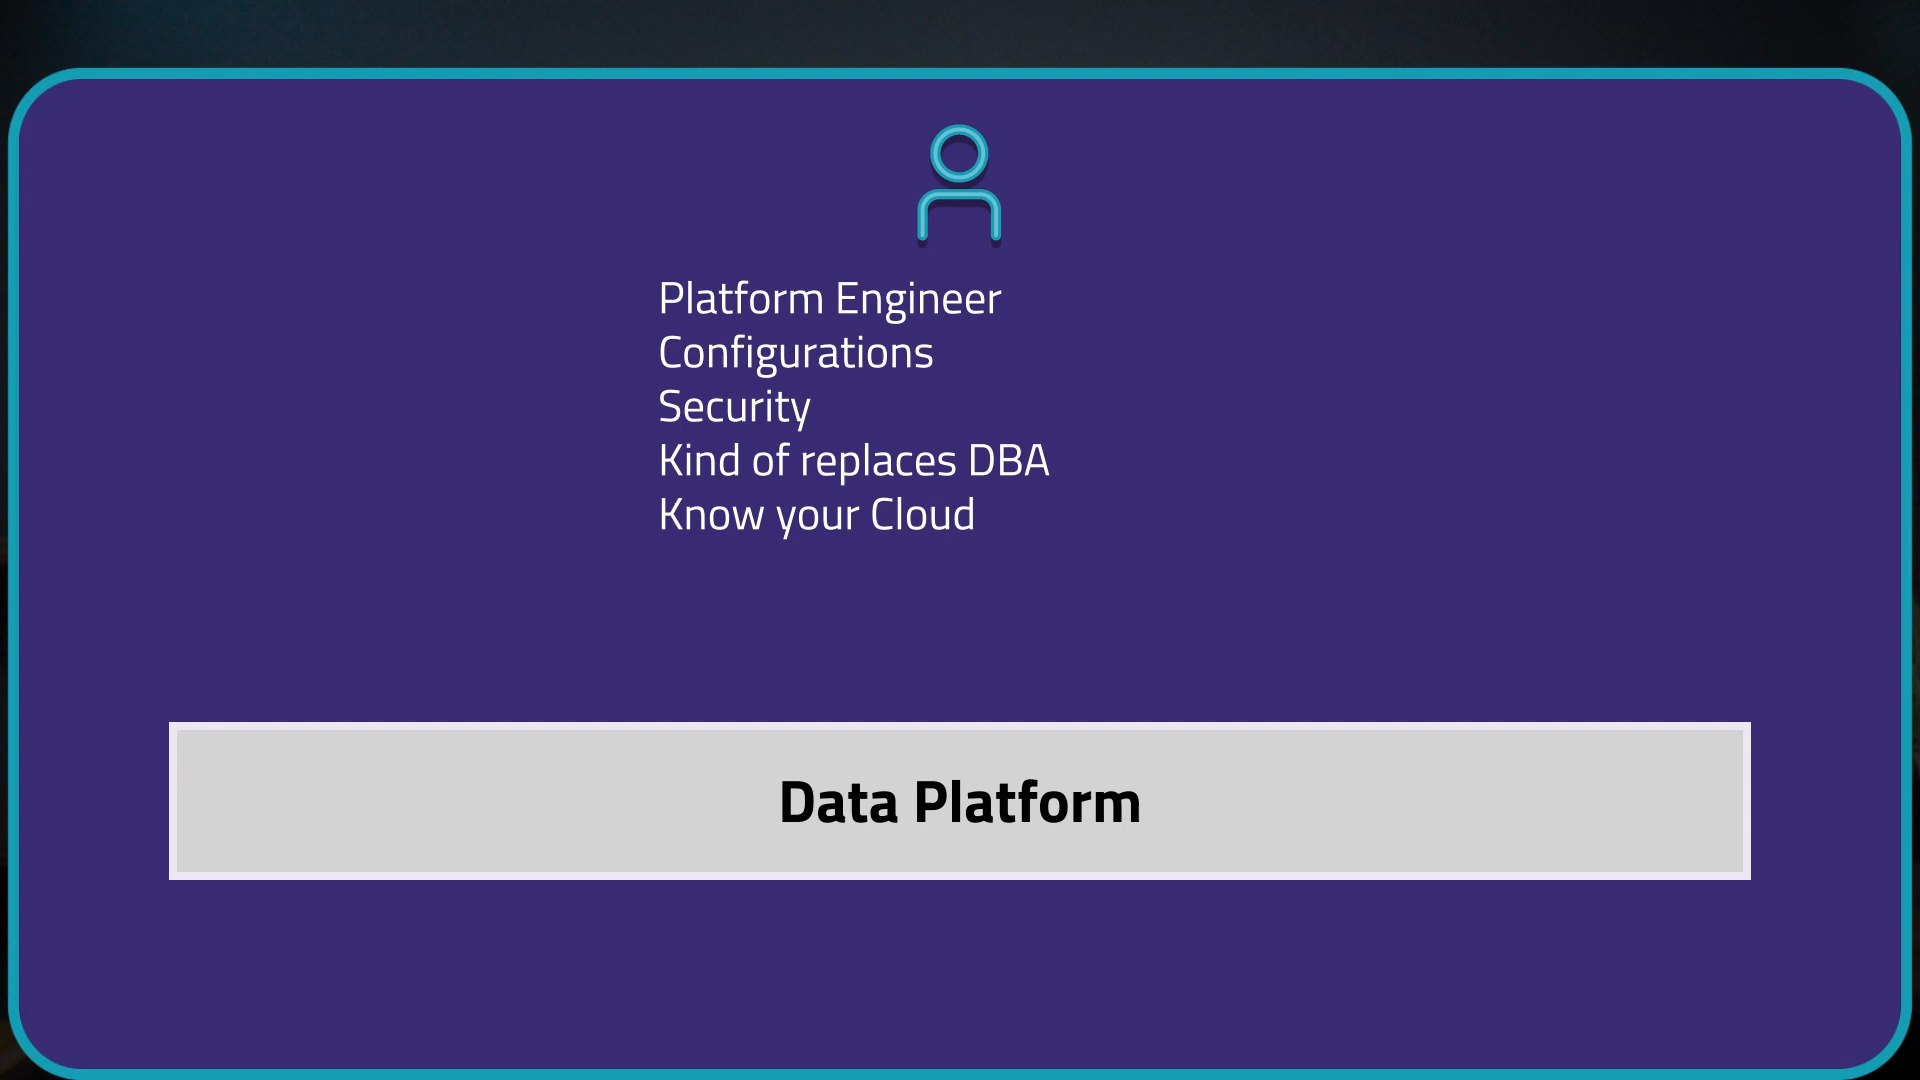 Platform Engineer
Configurations
Security
Kind of replaces DBA
Know your Cloud
Data Platform